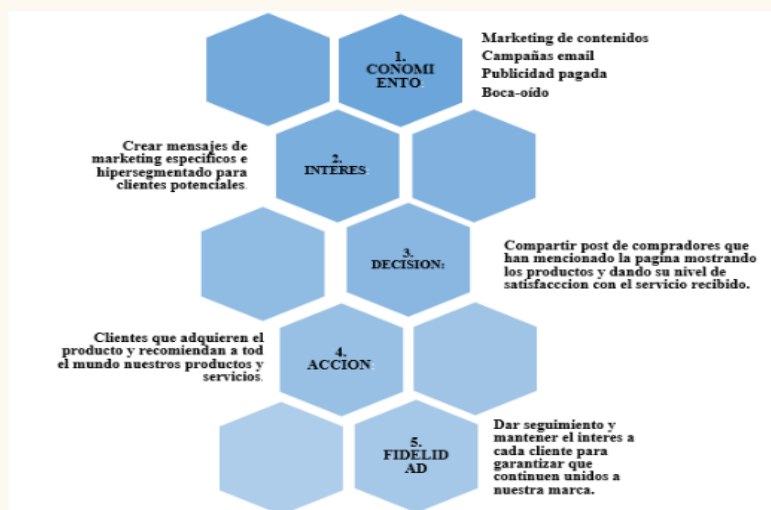 1.
CONOMI
ENTO:
Marketing de contenidos
Campañas email
Publicidad pagada
Boca-oído
Crear mensajes de
marketing especificos e
hipersegmentado para
clientes potenciales.
2.
INTERES:
3.
DECISION:
Compartir post de compradores que
han mencionado la pagina mostrando
los productos y dando su nivel de
satisfacccion con el servicio recibido.
Clientes que adquieren el
producto y recomiendan a tod
el mundo nuestros productos y
servicios.
4.
ACCION:
5.
FIDELID
AD
Dar seguimiento y
mantener el interes a
cada cliente para
garantizar que
continuen unidos a
nuestra marca.